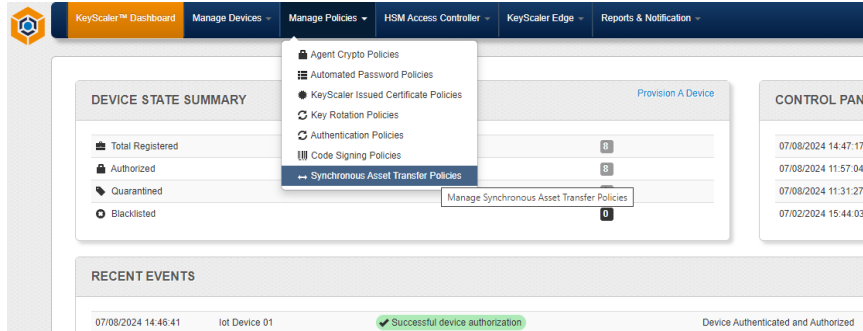 KeyScaler™ Dashboard
Manage Devices
Manage Policies
HSM Access Controller
KeyScaler Edge
Reports & Notification
Agent Crypto Policies
Automated Password Policies
KeyScaler Issued Certificate Policies
Key Rotation Policies
Authentication Policies
Code Signing Policies
Synchronous Asset Transfer Policies
Manage Synchronous Asset Transfer Policies
DEVICE STATE SUMMARY
Provision A Device
Total Registered 8
Authorized 8
Quarantined
Blacklisted 0
CONTROL PAN
07/08/2024 14:47:17
07/08/2024 11:57:04
07/08/2024 11:31:27
07/02/2024 15:44:03
RECENT EVENTS
07/08/2024 14:46:41 Iot Device 01 Successful device authorization Device Authenticated and Authorized